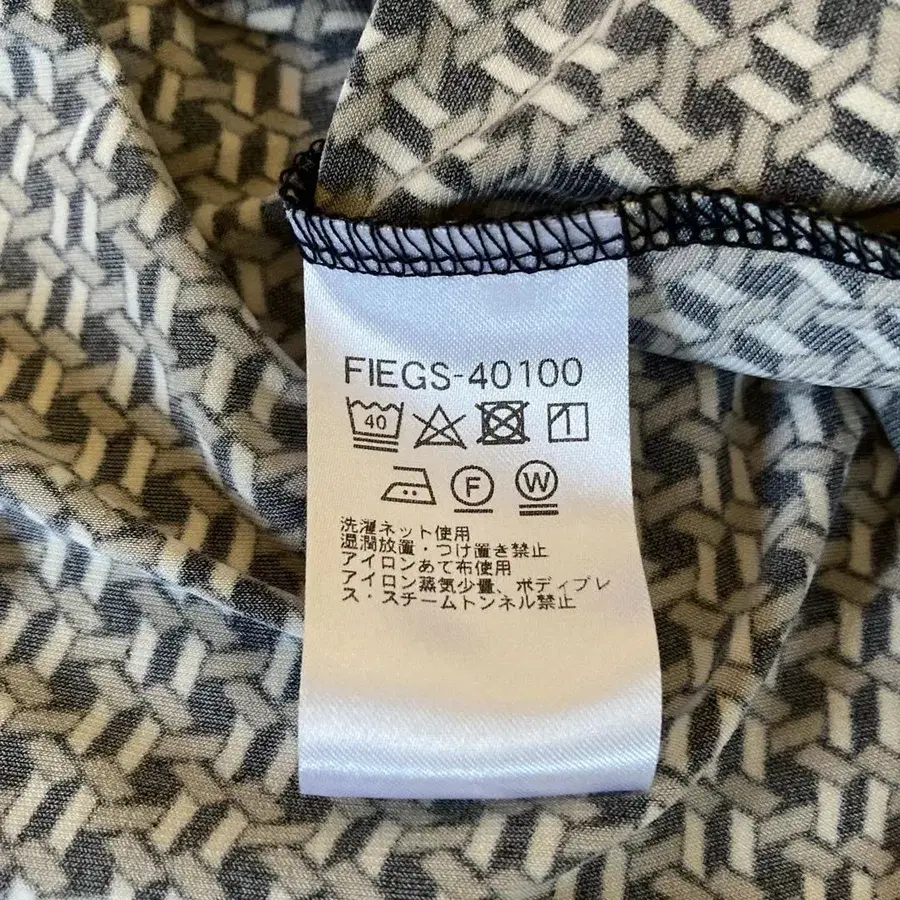 FIEGS-40100
40
F W
洗濯ネット使用
湿潤放置・つけ置き禁止
アイロンあて布使用
アイロン蒸気少量、ボディプレ
ス・スチームトンネル禁止